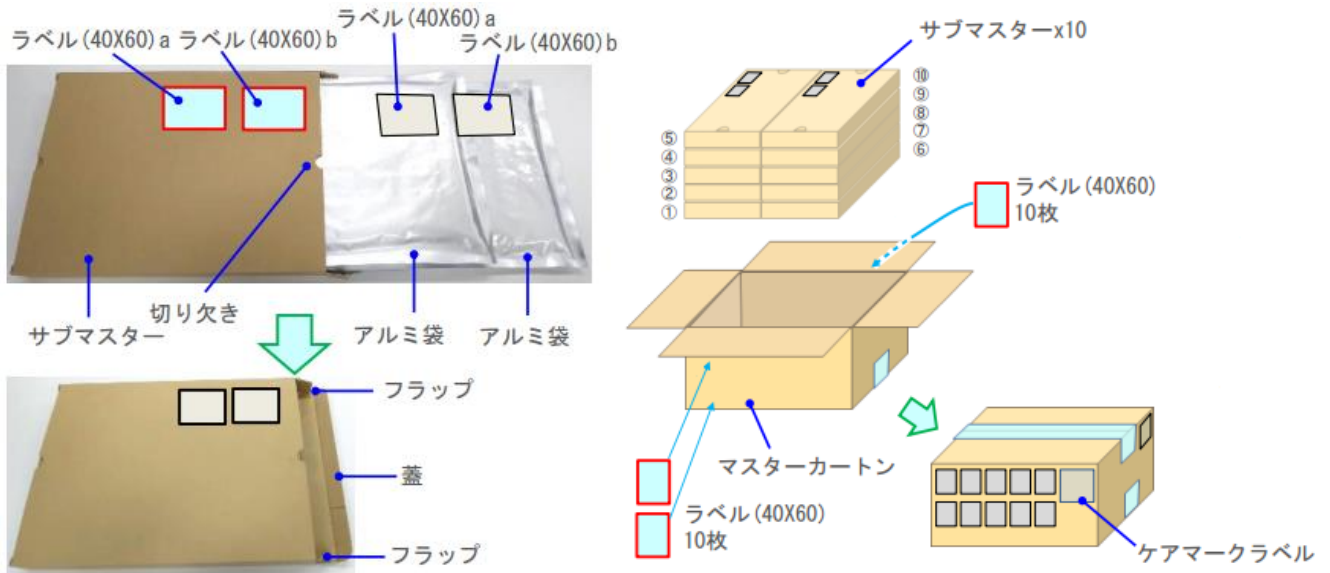 ラベル(40X60)a
ラベル(40X60)b
ラベル(40X60)a
ラベル(40X60)b
切り欠き
サブマスター
アルミ袋
アルミ袋
フラップ
蓋
フラップ
サブマスターx10
⑩
⑨
⑧
⑦
⑥
⑤
④
③
②
①
ラベル(40X60)
10枚
マスターカートン
ラベル(40X60)
10枚
ケアマークラベル